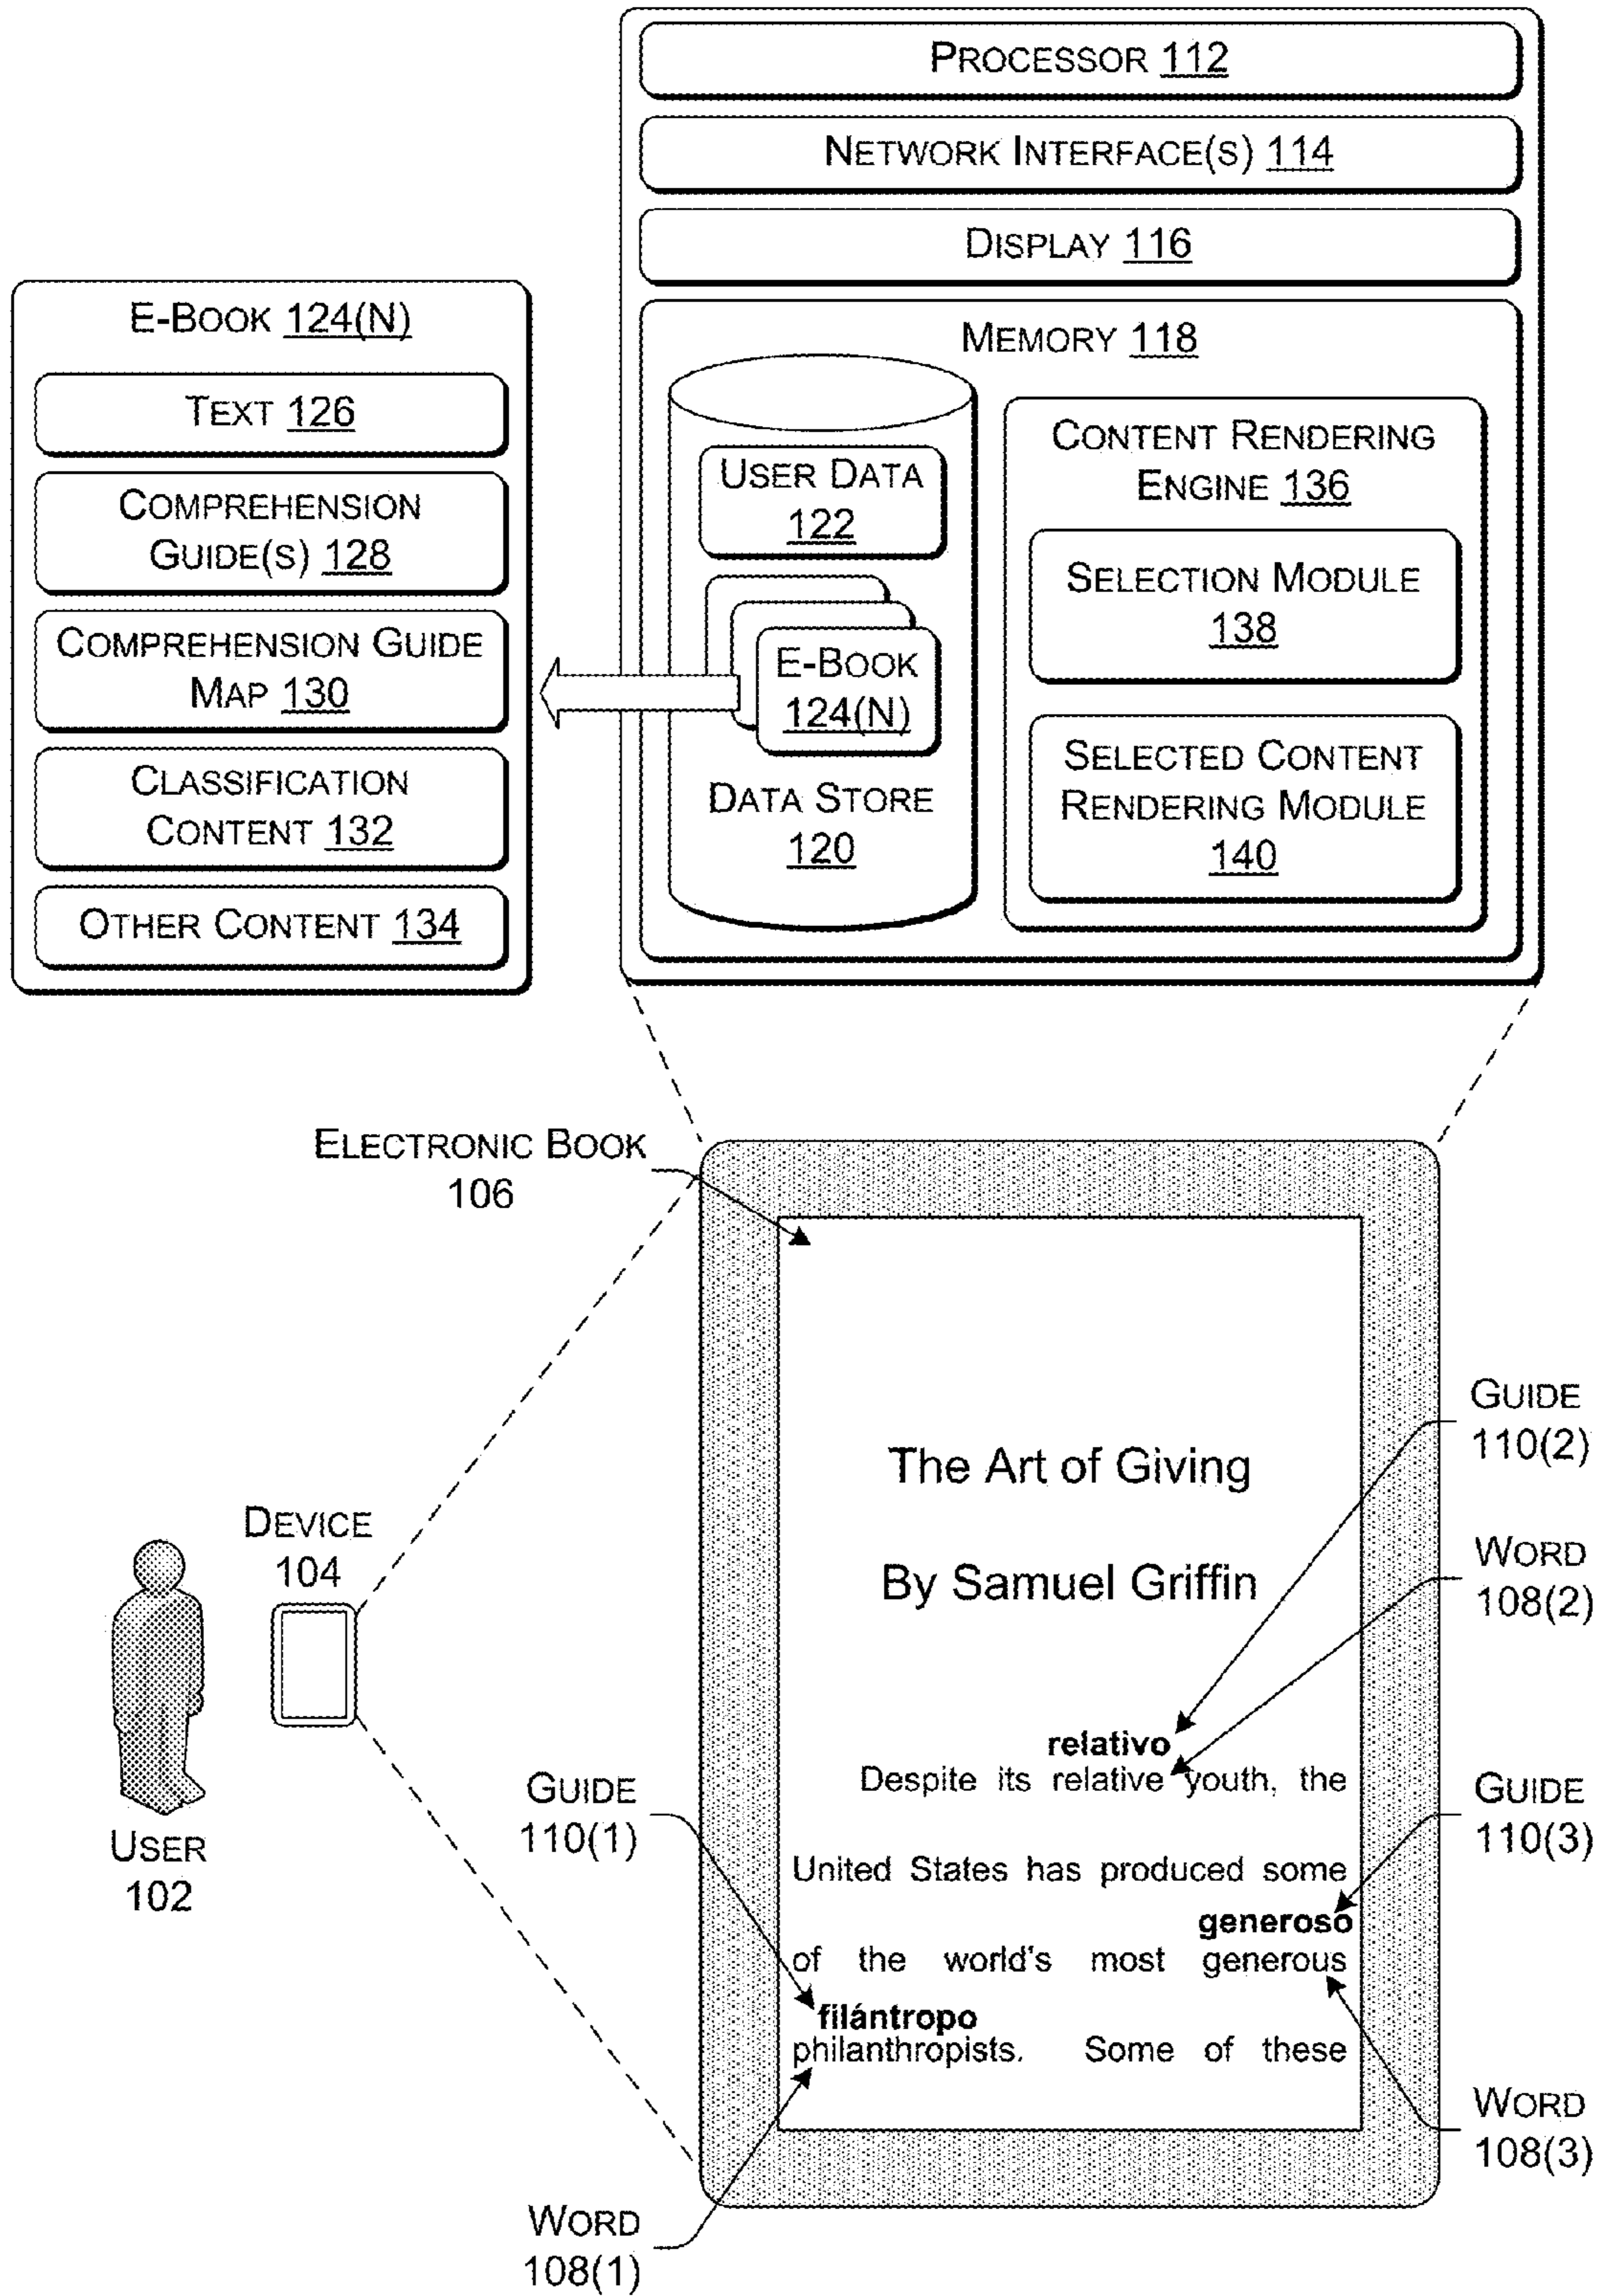 PROCESSOR 112
NETWORK INTERFACE(S) 114
DISPLAY 116
MEMORY 118
USER DATA
122
E-BOOK
124(N)
DATA STORE
120
CONTENT RENDERING
ENGINE 136
SELECTION MODULE
138
SELECTED CONTENT
RENDERING MODULE
140
E-BOOK 124(N)
TEXT 126
COMPREHENSION
GUIDE(S) 128
COMPREHENSION GUIDE
MAP 130
CLASSIFICATION
CONTENT 132
OTHER CONTENT 134
ELECTRONIC BOOK
106
DEVICE
104
USER
102
The Art of Giving
By Samuel Griffin
relativo
Despite its relative youth, the
United States has produced some
generoso
of the world's most generous
filántropo
philanthropists. Some of these
GUIDE
110(2)
WORD
108(2)
GUIDE
110(1)
GUIDE
110(3)
WORD
108(3)
WORD
108(1)